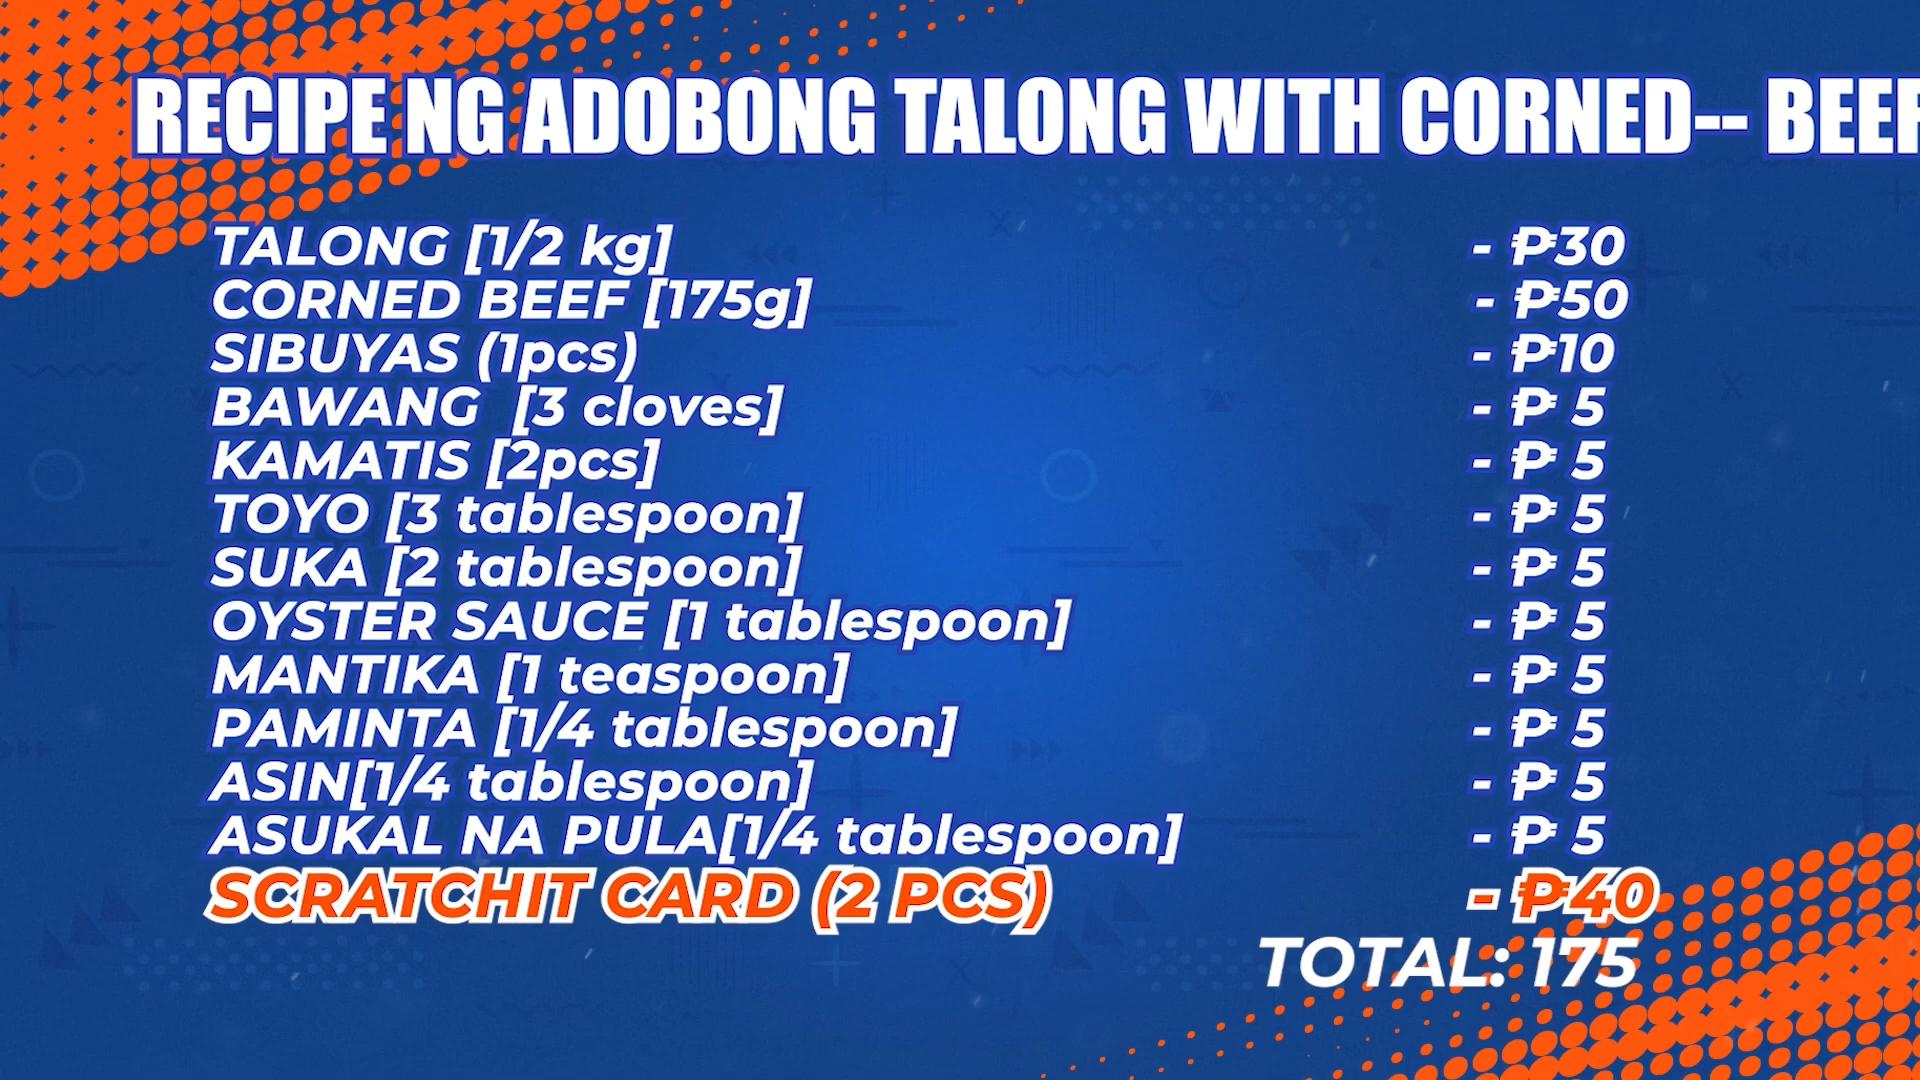 RECIPE NG ADOBONG TALONG WITH CORNED-- BEEF
TALONG [1/2 kg] - ₱30
CORNED BEEF [175g] - ₱50
SIBUYAS (1pcs) - ₱10
BAWANG [3 cloves] - ₱ 5
KAMATIS [2pcs] - ₱ 5
TOYO [3 tablespoon] - ₱ 5
SUKA [2 tablespoon] - ₱ 5
OYSTER SAUCE [1 tablespoon] - ₱ 5
MANTIKA [1 teaspoon] - ₱ 5
PAMINTA [1/4 tablespoon] - ₱ 5
ASIN[1/4 tablespoon] - ₱ 5
ASUKAL NA PULA[1/4 tablespoon] - ₱ 5
SCRATCHIT CARD (2 PCS) - ₱40
TOTAL: 175